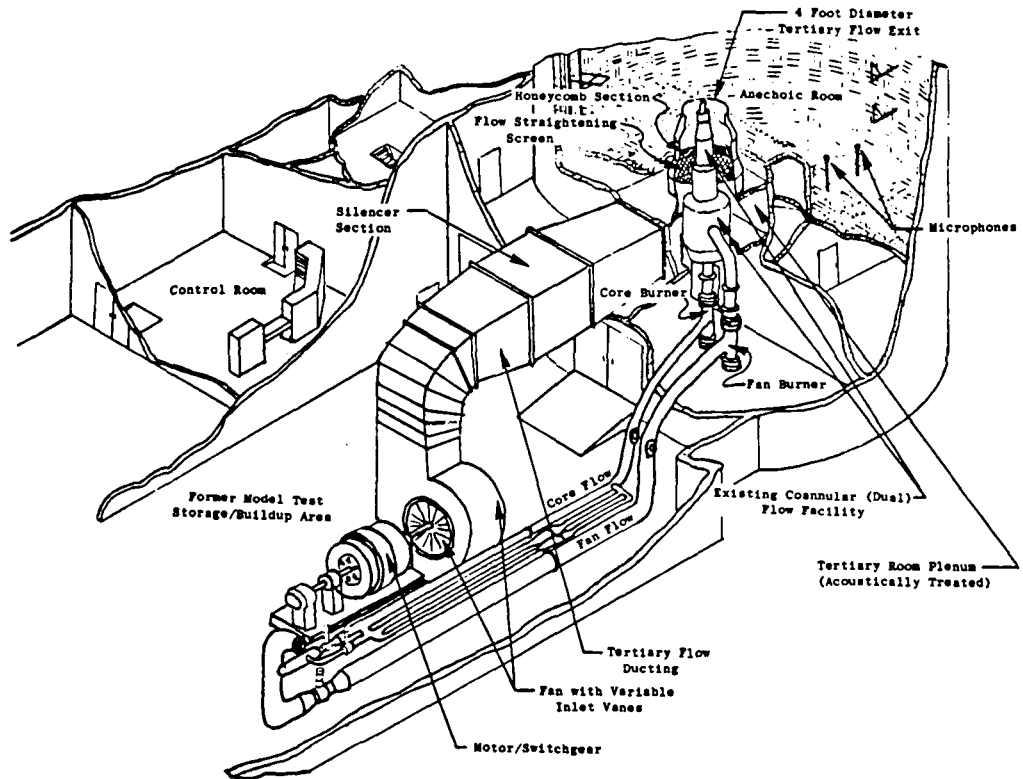 4 Foot Diameter
Tertiary Flow Exit
Honeycomb Section
Anechoic Room
Flow Straightening
Screen
Silencer
Section
Microphones
Control Room
Core Burner
Fan Burner
Former Model Test
Storage/Buildup Area
Core Flow
Fan Flow
Existing Coannular (Dual)
Flow Facility
Tertiary Room Plenum
(Acoustically Treated)
Tertiary Flow
Ducting
Fan with Variable
Inlet Vanes
Motor/Switchgear